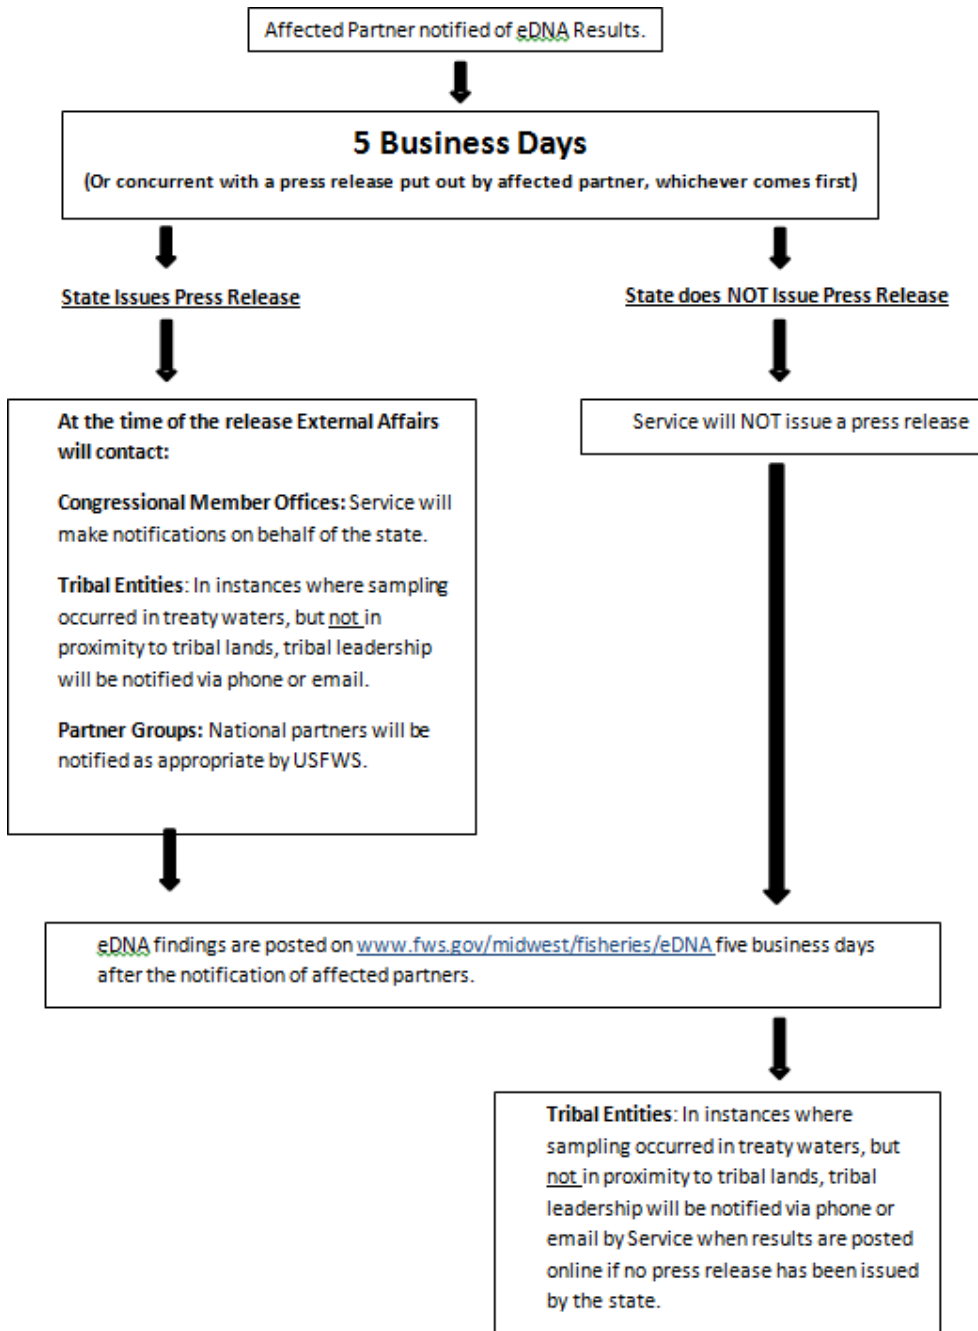 Affected Partner notified of eDNA Results.
5 Business Days
(Or concurrent with a press release put out by affected partner, whichever comes first)
State Issues Press Release
State does NOT Issue Press Release
At the time of the release External Affairs
will contact:
Congressional Member Offices: Service will
make notifications on behalf of the state.
Tribal Entities: In instances where sampling
occurred in treaty waters, but not in
proximity to tribal lands, tribal leadership
will be notified via phone or email.
Partner Groups: National partners will be
notified as appropriate by USFWS.
Service will NOT issue a press release
eDNA findings are posted on www.fws.gov/midwest/fisheries/eDNA five business days
after the notification of affected partners.
Tribal Entities: In instances where
sampling occurred in treaty waters, but
not in proximity to tribal lands, tribal
leadership will be notified via phone or
email by Service when results are posted
online if no press release has been issued
by the state.